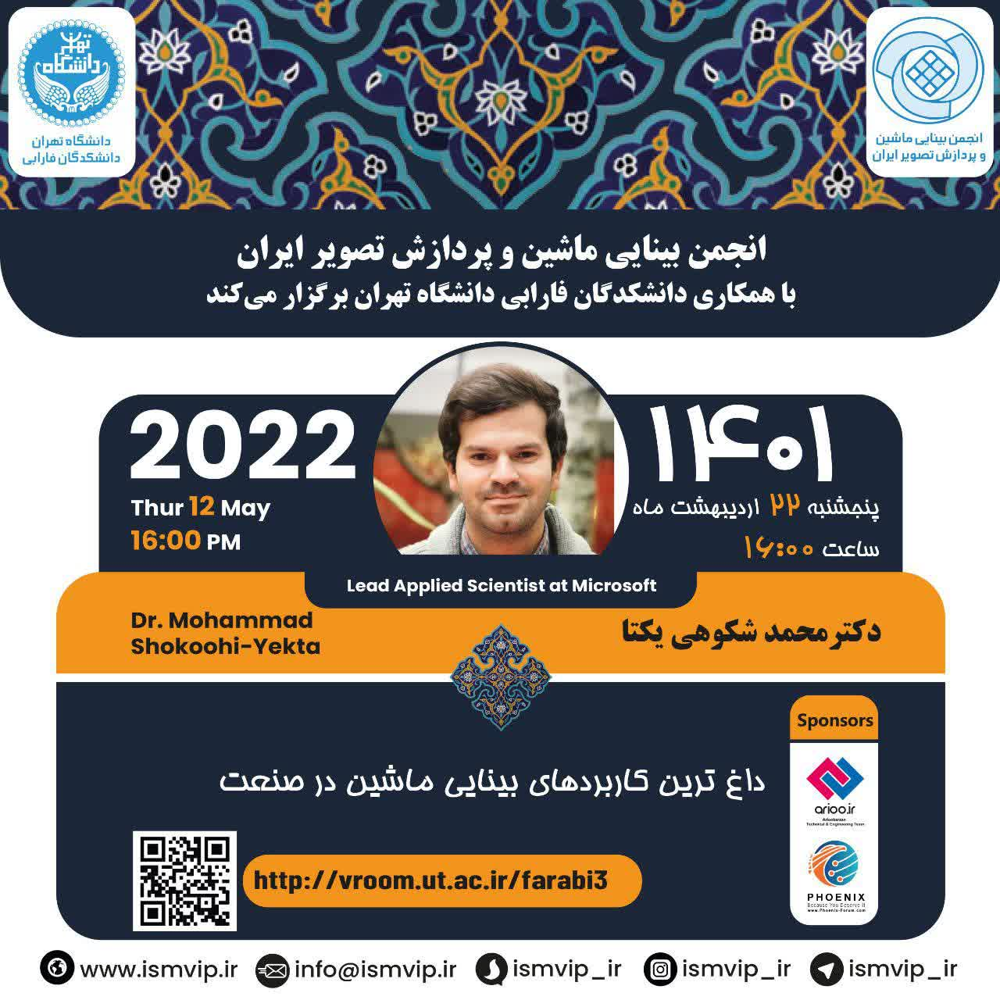 تهران
دانشگاه
دانشگاه تهران
دانشکدگان فارابی
انجمن بینایی ماشین
و پردازش تصویر ایران
انجمن بینایی ماشین و پردازش تصویر ایران
با همکاری دانشکدگان فارابی دانشگاه تهران برگزار می‌کند
2022
Thur 12 May
16:00 PM
۱۴۰۱
پنجشنبه ۲۲ اردیبهشت ماه
ساعت ۱۶:۰۰
Lead Applied Scientist at Microsoft
Dr. Mohammad
Shokoohi-Yekta
دکتر محمد شکوهی یکتا
داغ ترین کاربردهای بینایی ماشین در صنعت
http://vroom.ut.ac.ir/farabi3
Sponsors
arioo.ir
Arioobarzan
Technical & Engineering Team
PHOENIX
Because You Deserve It
www.Phoenix-Forum.com
www.ismvip.ir
info@ismvip.ir
ismvip_ir
ismvip_ir
ismvip_ir